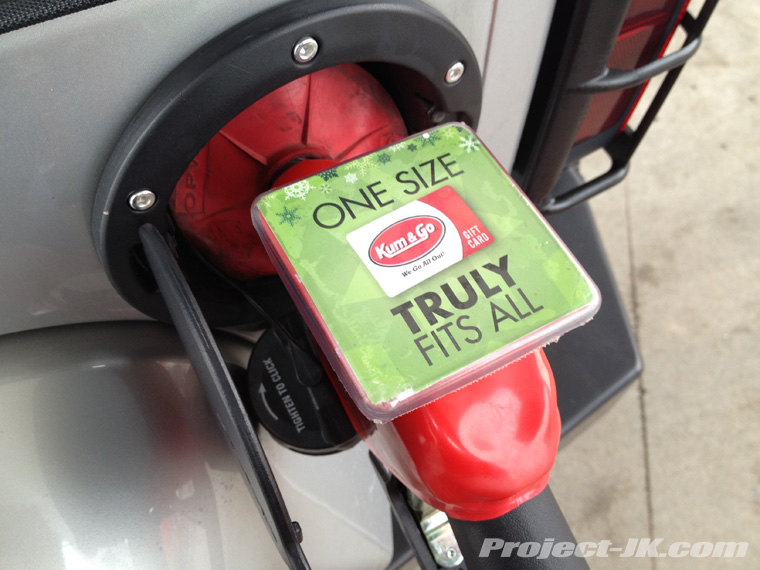 ONE SIZE
Kum & Go
We Go All Out!
GIFT
CARD
TRULY
FITS ALL
TIGHTEN TO CLICK
Project-JK.com